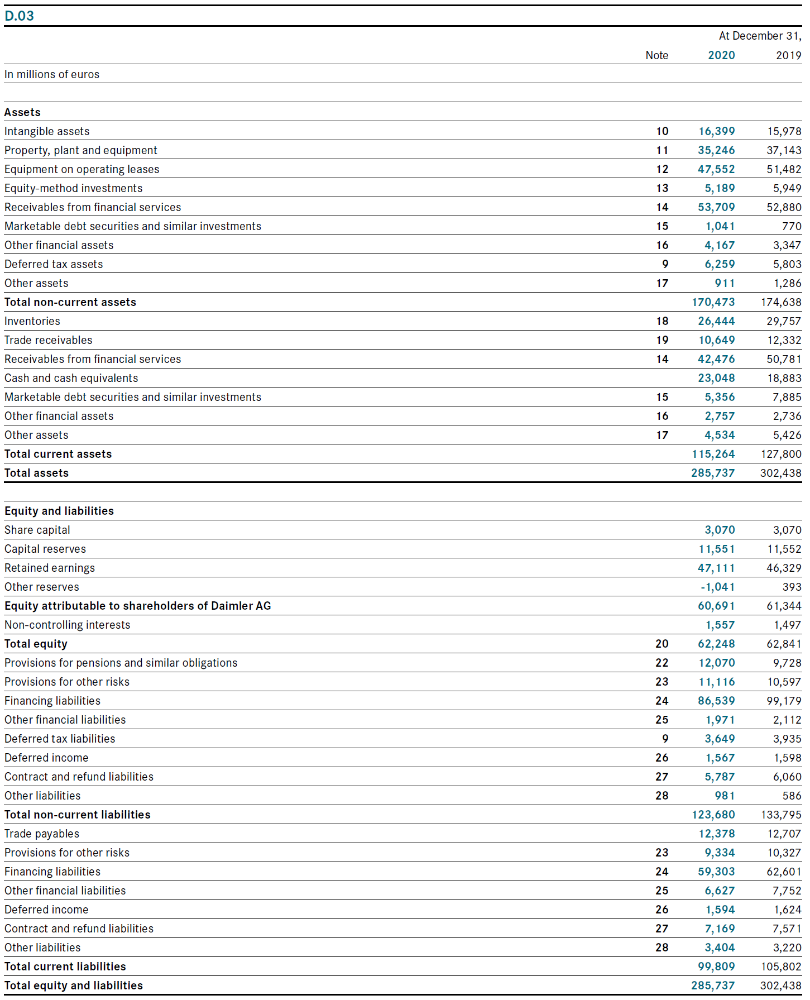 D.03
At December 31,
Note 2020 2019
In millions of euros
Assets
Intangible assets 10 16,399 15,978
Property, plant and equipment 11 35,246 37,143
Equipment on operating leases 12 47,552 51,482
Equity-method investments 13 5,189 5,949
Receivables from financial services 14 53,709 52,880
Marketable debt securities and similar investments 15 1,041 770
Other financial assets 16 4,167 3,347
Deferred tax assets 9 6,259 5,803
Other assets 17 911 1,286
Total non-current assets 170,473 174,638
Inventories 18 26,444 29,757
Trade receivables 19 10,649 12,332
Receivables from financial services 14 42,476 50,781
Cash and cash equivalents 23,048 18,883
Marketable debt securities and similar investments 15 5,356 7,885
Other financial assets 16 2,757 2,736
Other assets 17 4,534 5,426
Total current assets 115,264 127,800
Total assets 285,737 302,438
Equity and liabilities
Share capital 3,070 3,070
Capital reserves 11,551 11,552
Retained earnings 47,111 46,329
Other reserves -1,041 393
Equity attributable to shareholders of Daimler AG 60,691 61,344
Non-controlling interests 1,557 1,497
Total equity 20 62,248 62,841
Provisions for pensions and similar obligations 22 12,070 9,728
Provisions for other risks 23 11,116 10,597
Financing liabilities 24 86,539 99,179
Other financial liabilities 25 1,971 2,112
Deferred tax liabilities 9 3,649 3,935
Deferred income 26 1,567 1,598
Contract and refund liabilities 27 5,787 6,060
Other liabilities 28 981 586
Total non-current liabilities 123,680 133,795
Trade payables 12,378 12,707
Provisions for other risks 23 9,334 10,327
Financing liabilities 24 59,303 62,601
Other financial liabilities 25 6,627 7,752
Deferred income 26 1,594 1,624
Contract and refund liabilities 27 7,169 7,571
Other liabilities 28 3,404 3,220
Total current liabilities 99,809 105,802
Total equity and liabilities 285,737 302,438